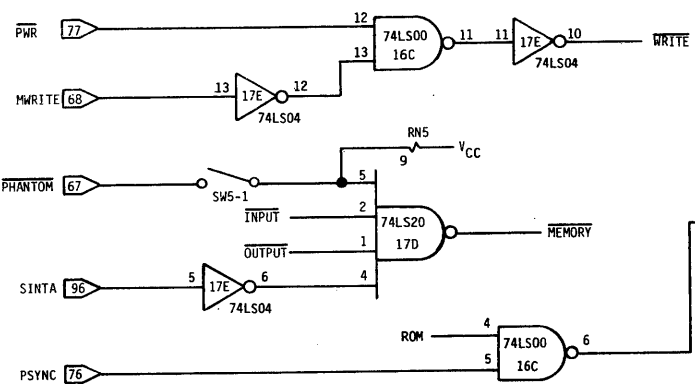 PWR 77
12
74LS00
16C
13
11
11
17E
10
74LS04
WRITE
MWRITE 68
13
17E
12
74LS04
RN5
9
VCC
PHANTOM 67
SW5-1
5
INPUT
2
74LS20
17D
OUTPUT
1
MEMORY
4
SINTA 96
5
17E
6
74LS04
ROM
4
74LS00
16C
6
PSYNC 76
5